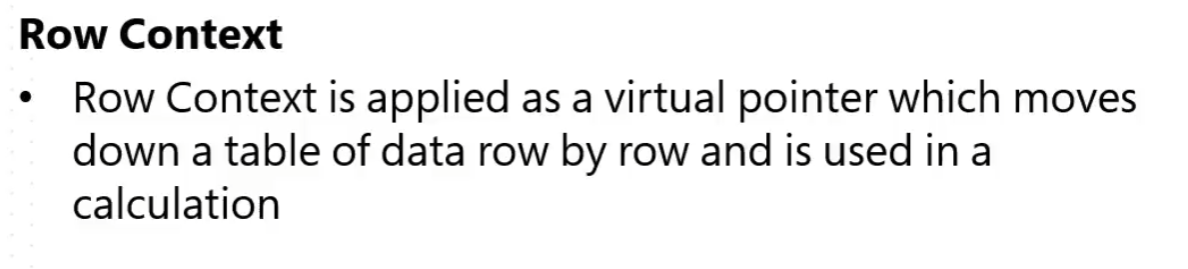 Row Context
• Row Context is applied as a virtual pointer which moves
down a table of data row by row and is used in a
calculation